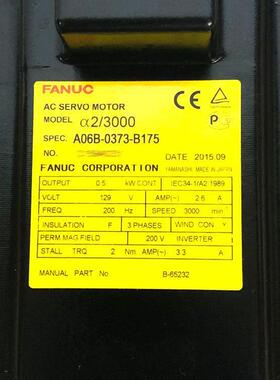 FANUC
AC SERVO MOTOR
MODEL α2/3000
SPEC. A06B-0373-B175
NO.
DATE 2015.09
FANUC CORPORATION YAMANASHI MADE IN JAPAN
OUTPUT 0.5 kW CONT IEC34-1/A2 1989
VOLT 129 V AMP(~) 2.6 A
FREQ 200 Hz SPEED 3000 min
INSULATION F 3 PHASES WIND CON Y
PERM MAG FIELD 200 V INVERTER
STALL TRQ 2 Nm AMP(~) 3.3 A
MANUAL PART No B-65232